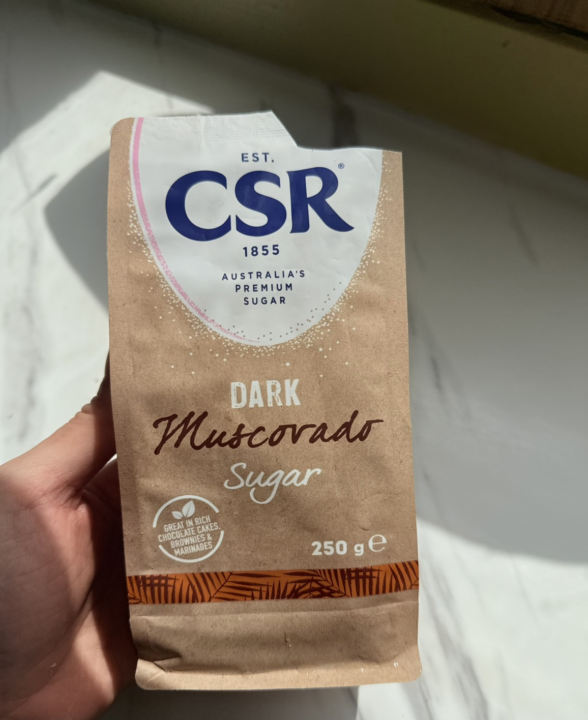 EST.
CSR®
1855
AUSTRALIA'S
PREMIUM
SUGAR
DARK
Muscovado
Sugar
GREAT IN RICH
CHOCOLATE CAKES,
BROWNIES &
MARINADES
250 g e